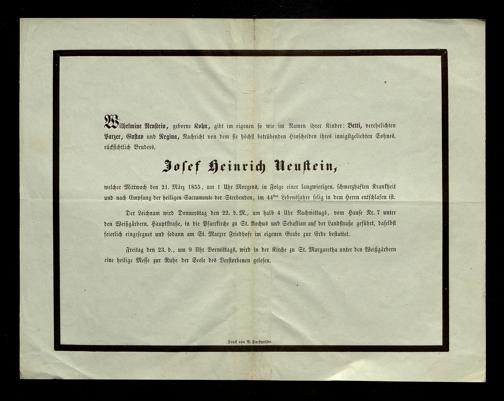 Wilhelmine Neustein, geborne Kohn, gibt im eigenen so wie im Namen ihrer Kinder: Betti, verehelichten
Patzer, Gustav und Regina, Nachricht von dem sie höchst betrübenden Hinscheiden ihres innigstgeliebten Sohnes,
rücksichtlich Bruders,
Josef Heinrich Neustein,
welcher Mittwoch den 21. März 1855, um 1 Uhr Morgens, in Folge einer langwierigen, schmerzhaften Krankheit
und nach Empfang der heiligen Sacramente der Sterbenden, im 44sten Lebensjahre selig in dem Herrn entschlafen ist.
Der Leichnam wird Donnerstag den 22. d. M., um halb 4 Uhr Nachmittags, vom Hause Nr. 7 unter
den Weißgärbern, Hauptstraße, in die Pfarrkirche zu St. Rochus und Sebastian auf der Landstraße geführt, daselbst
feierlich eingesegnet und sodann am St. Marxer Friedhofe im eigenen Grabe zur Erde bestattet.
Freitag den 23. d., um 9 Uhr Vormittags, wird in der Kirche zu St. Margaretha unter den Weißgärbern
eine heilige Messe zur Ruhe der Seele des Verstorbenen gelesen.
Druck von